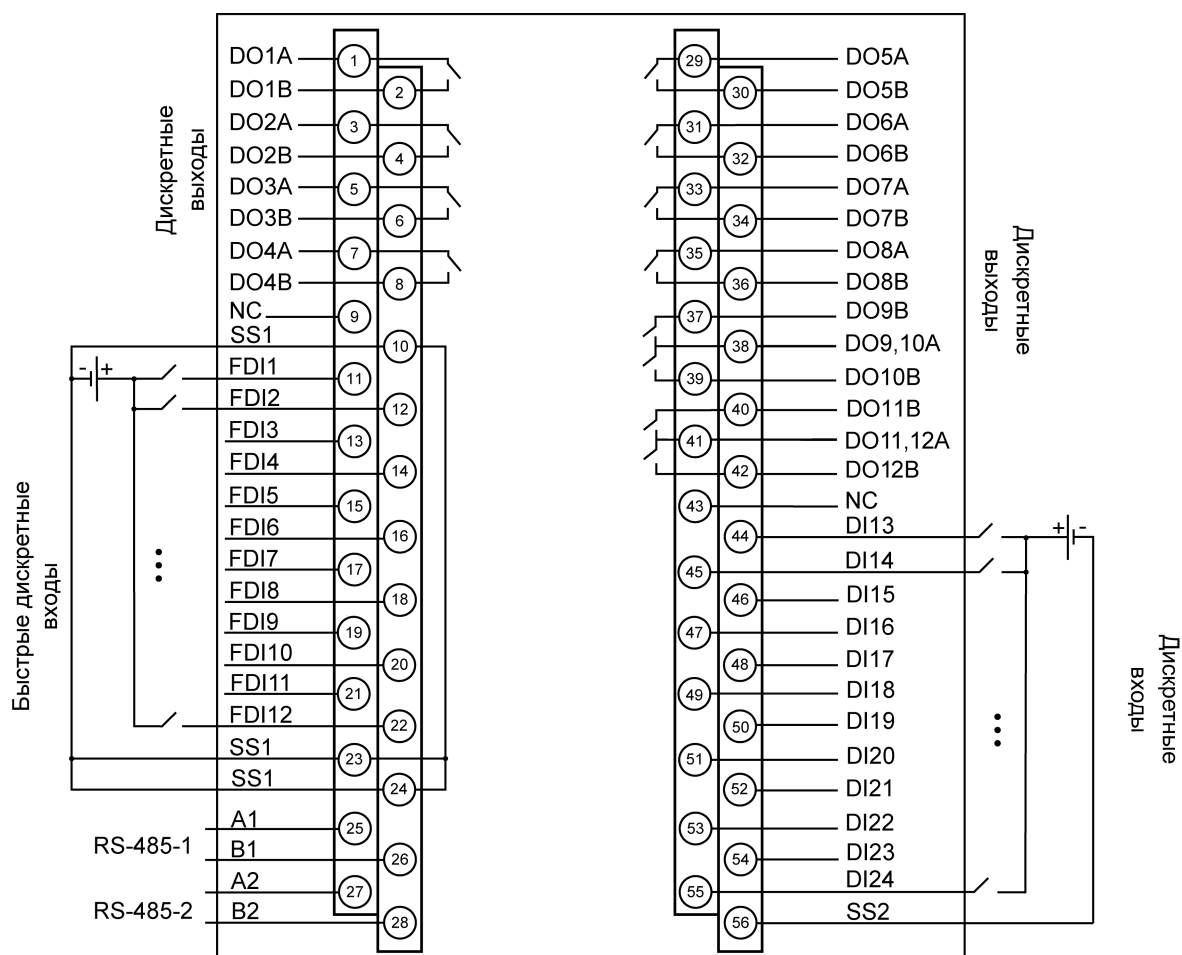 Дискретные
выходы
DO1A 1
DO1B 2
DO2A 3
DO2B 4
DO3A 5
DO3B 6
DO4A 7
DO4B 8
NC 9
SS1 10
- +
FDI1 11
FDI2 12
FDI3 13
FDI4 14
FDI5 15
FDI6 16
FDI7 17
FDI8 18
FDI9 19
FDI10 20
FDI11 21
FDI12 22
SS1 23
SS1 24
Быстрые дискретные
входы
RS-485-1
A1 25
B1 26
RS-485-2
A2 27
B2 28
29 DO5A
30 DO5B
31 DO6A
32 DO6B
33 DO7A
34 DO7B
35 DO8A
36 DO8B
37 DO9B
38 DO9,10A
39 DO10B
40 DO11B
41 DO11,12A
42 DO12B
43 NC
Дискретные
выходы
44 DI13
+ -
45 DI14
46 DI15
47 DI16
48 DI17
49 DI18
50 DI19
51 DI20
52 DI21
53 DI22
54 DI23
55 DI24
56 SS2
Дискретные
входы